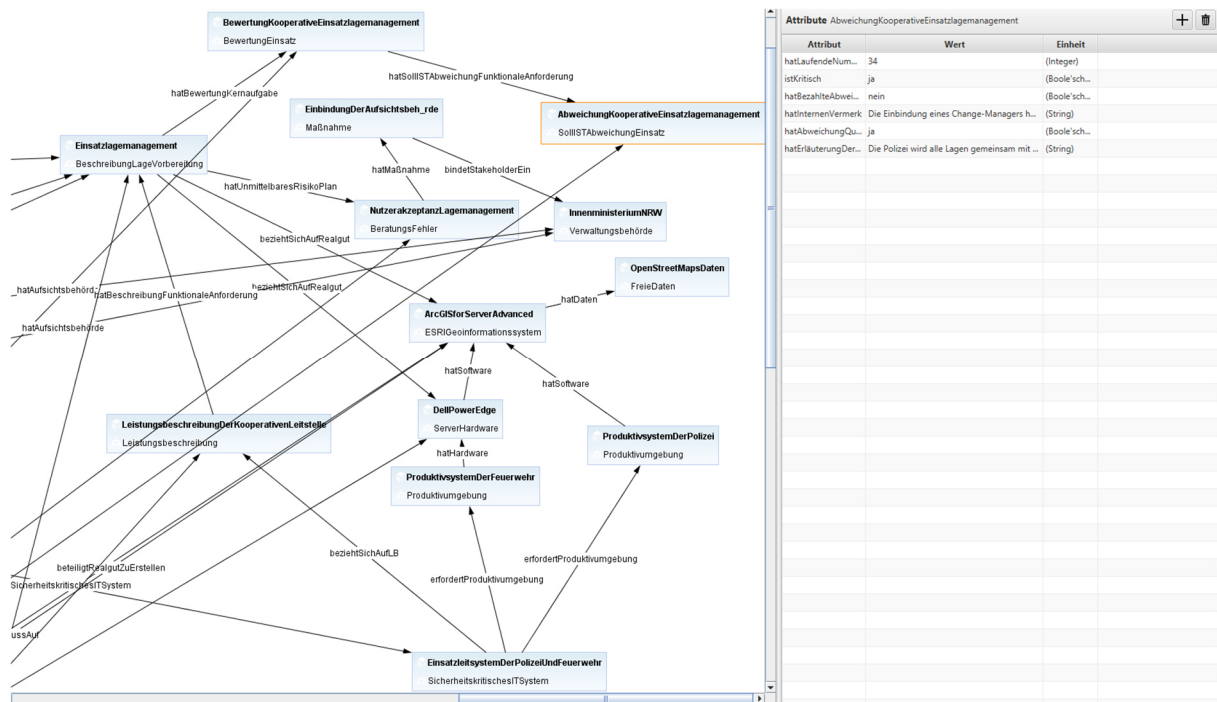 BewertungKooperativeEinsatzlagemanagement
BewertungEinsatz
hatSollISTAbweichungFunktionaleAnforderung
hatBewertungKernaufgabe
EinbindungDerAufsichtsbeh_rde
Maßnahme
AbweichungKooperativeEinsatzlagemanagement
SollISTAbweichungEinsatz
Einsatzlagemanagement
BeschreibungLageVorbereitung
hatMaßnahme
bindetStakeholderEin
hatUnmittelbaresRisikoPlan
NutzerakzeptanzLagemanagement
BeratungsFehler
InnenministeriumNRW
Verwaltungsbehörde
beziehtSichAufRealgut
OpenStreetMapsDaten
FreieDaten
hatAufsichtsbehörd
hatBeschreibungFunktionaleAnforderung
beziehtSichAufRealgut
hatDaten
hatAufsichtsbehörde
ArcGISforServerAdvanced
ESRIGeoinformationssystem
hatSoftware
hatSoftware
DellPowerEdge
ServerHardware
LeistungsbeschreibungDerKooperativenLeitstelle
Leistungsbeschreibung
ProduktivsystemDerPolizei
Produktivumgebung
hatHardware
ProduktivsystemDerFeuerwehr
Produktivumgebung
beziehtSichAufLB
erfordertProduktivumgebung
beteiligtRealgutZuErstellen
erfordertProduktivumgebung
SicherheitskritischesITSystem
ussAuf
EinsatzleitsystemDerPolizeiUndFeuerwehr
SicherheitskritischesITSystem
Attribute AbweichungKooperativeEinsatzlagemanagement
Attribut Wert Einheit
hatLaufendeNum... 34 (Integer)
istKritisch ja (Boole'sch...
hatBezahlteAbwei... nein (Boole'sch...
hatInternenVermerk Die Einbindung eines Change-Managers h... (String)
hatAbweichungQu... ja (Boole'sch...
hatErläuterungDer... Die Polizei wird alle Lagen gemeinsam mit ... (String)